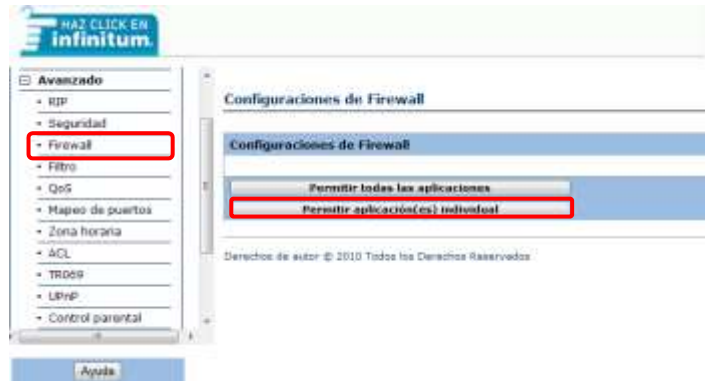 HAZ CLICK EN
infinitum.
Avanzado
RIP
Seguridad
Firewall
Filtro
QoS
Mapeo de puertos
Zona horaria
ACL
TR069
UPnP
Control parental
Ayuda
Configuraciones de Firewall
Configuraciones de Firewall
Permitir todas las aplicaciones
Permitir aplicación(es) individual
Derechos de autor © 2010 Todos los Derechos Reservados